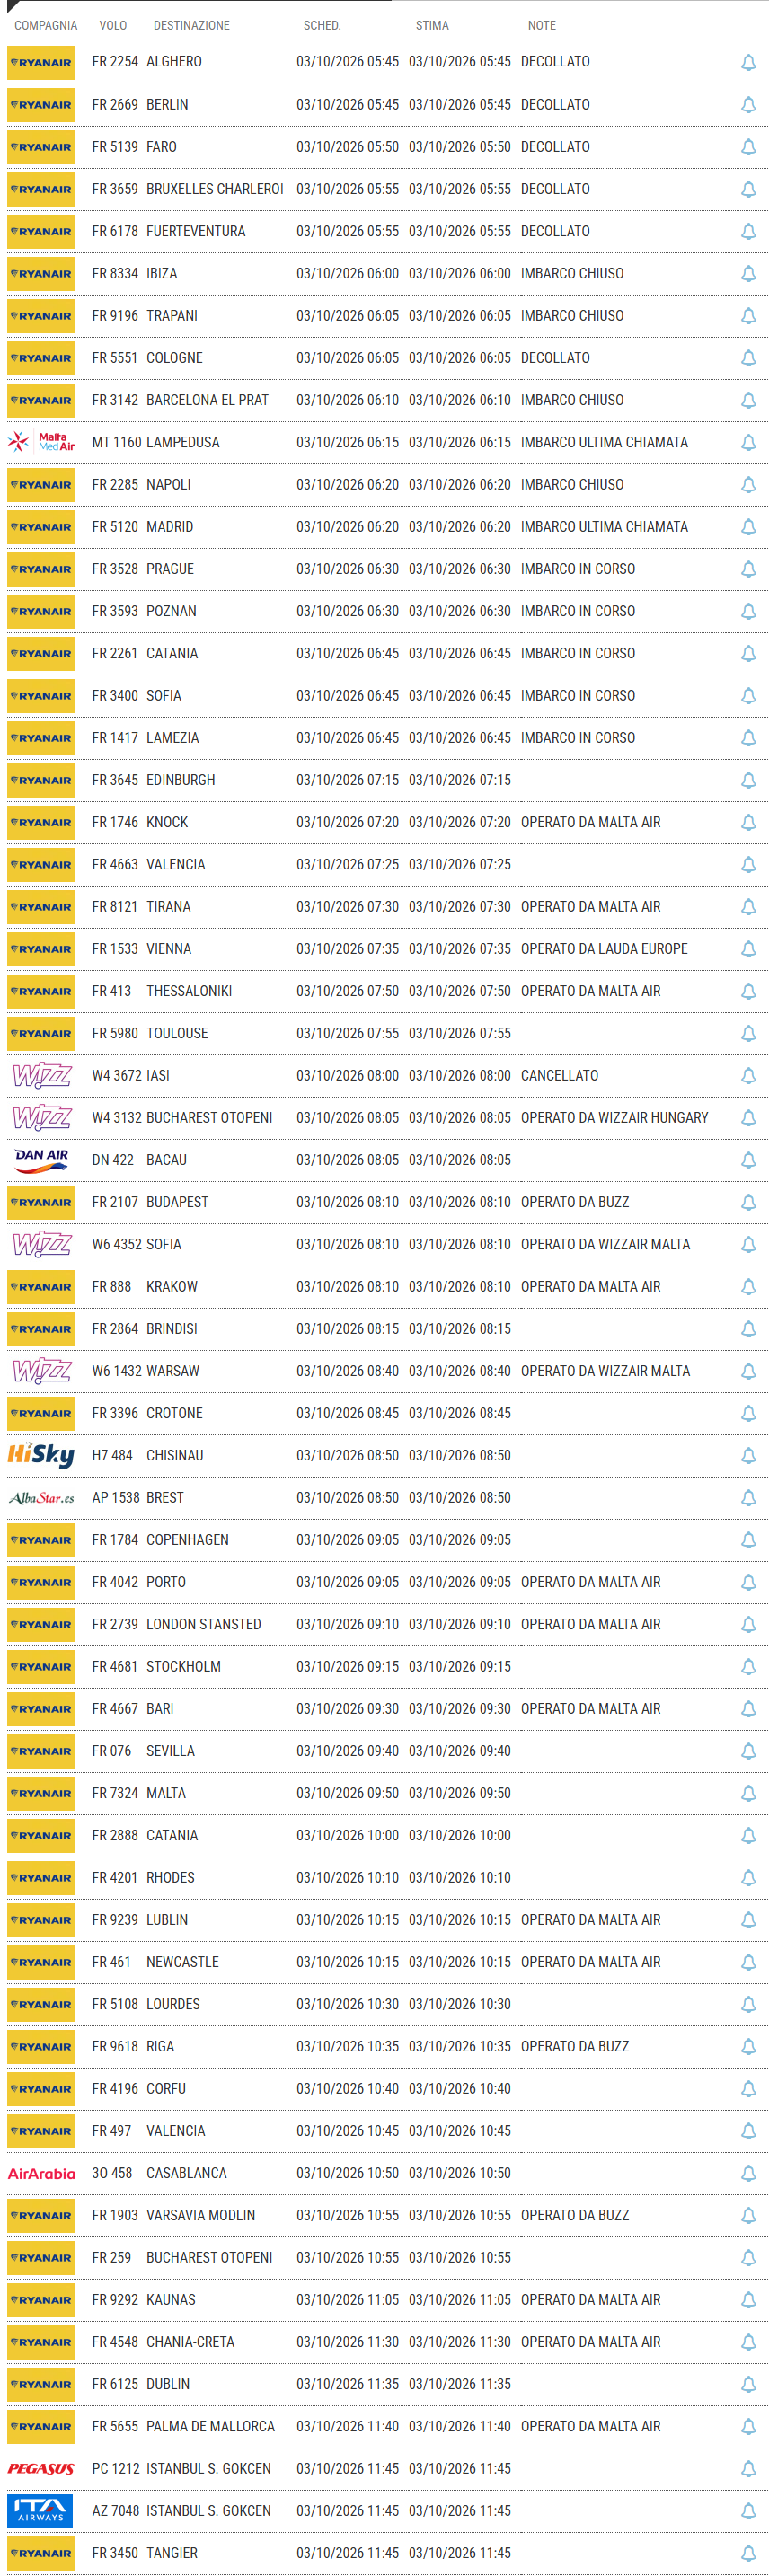 COMPAGNIA VOLO DESTINAZIONE SCHED. STIMA NOTE
RYANAIR FR 2254 ALGHERO 03/10/2026 05:45 03/10/2026 05:45 DECOLLATO
RYANAIR FR 2669 BERLIN 03/10/2026 05:45 03/10/2026 05:45 DECOLLATO
RYANAIR FR 5139 FARO 03/10/2026 05:50 03/10/2026 05:50 DECOLLATO
RYANAIR FR 3659 BRUXELLES CHARLEROI 03/10/2026 05:55 03/10/2026 05:55 DECOLLATO
RYANAIR FR 6178 FUERTEVENTURA 03/10/2026 05:55 03/10/2026 05:55 DECOLLATO
RYANAIR FR 8334 IBIZA 03/10/2026 06:00 03/10/2026 06:00 IMBARCO CHIUSO
RYANAIR FR 9196 TRAPANI 03/10/2026 06:05 03/10/2026 06:05 IMBARCO CHIUSO
RYANAIR FR 5551 COLOGNE 03/10/2026 06:05 03/10/2026 06:05 DECOLLATO
RYANAIR FR 3142 BARCELONA EL PRAT 03/10/2026 06:10 03/10/2026 06:10 IMBARCO CHIUSO
Malta MedAir MT 1160 LAMPEDUSA 03/10/2026 06:15 03/10/2026 06:15 IMBARCO ULTIMA CHIAMATA
RYANAIR FR 2285 NAPOLI 03/10/2026 06:20 03/10/2026 06:20 IMBARCO CHIUSO
RYANAIR FR 5120 MADRID 03/10/2026 06:20 03/10/2026 06:20 IMBARCO ULTIMA CHIAMATA
RYANAIR FR 3528 PRAGUE 03/10/2026 06:30 03/10/2026 06:30 IMBARCO IN CORSO
RYANAIR FR 3593 POZNAN 03/10/2026 06:30 03/10/2026 06:30 IMBARCO IN CORSO
RYANAIR FR 2261 CATANIA 03/10/2026 06:45 03/10/2026 06:45 IMBARCO IN CORSO
RYANAIR FR 3400 SOFIA 03/10/2026 06:45 03/10/2026 06:45 IMBARCO IN CORSO
RYANAIR FR 1417 LAMEZIA 03/10/2026 06:45 03/10/2026 06:45 IMBARCO IN CORSO
RYANAIR FR 3645 EDINBURGH 03/10/2026 07:15 03/10/2026 07:15
RYANAIR FR 1746 KNOCK 03/10/2026 07:20 03/10/2026 07:20 OPERATO DA MALTA AIR
RYANAIR FR 4663 VALENCIA 03/10/2026 07:25 03/10/2026 07:25
RYANAIR FR 8121 TIRANA 03/10/2026 07:30 03/10/2026 07:30 OPERATO DA MALTA AIR
RYANAIR FR 1533 VIENNA 03/10/2026 07:35 03/10/2026 07:35 OPERATO DA LAUDA EUROPE
RYANAIR FR 413 THESSALONIKI 03/10/2026 07:50 03/10/2026 07:50 OPERATO DA MALTA AIR
RYANAIR FR 5980 TOULOUSE 03/10/2026 07:55 03/10/2026 07:55
WIZZ W4 3672 IASI 03/10/2026 08:00 03/10/2026 08:00 CANCELLATO
WIZZ W4 3132 BUCHAREST OTOPENI 03/10/2026 08:05 03/10/2026 08:05 OPERATO DA WIZZAIR HUNGARY
DAN AIR DN 422 BACAU 03/10/2026 08:05 03/10/2026 08:05
RYANAIR FR 2107 BUDAPEST 03/10/2026 08:10 03/10/2026 08:10 OPERATO DA BUZZ
WIZZ W6 4352 SOFIA 03/10/2026 08:10 03/10/2026 08:10 OPERATO DA WIZZAIR MALTA
RYANAIR FR 888 KRAKOW 03/10/2026 08:10 03/10/2026 08:10 OPERATO DA MALTA AIR
RYANAIR FR 2864 BRINDISI 03/10/2026 08:15 03/10/2026 08:15
WIZZ W6 1432 WARSAW 03/10/2026 08:40 03/10/2026 08:40 OPERATO DA WIZZAIR MALTA
RYANAIR FR 3396 CROTONE 03/10/2026 08:45 03/10/2026 08:45
HiSky H7 484 CHISINAU 03/10/2026 08:50 03/10/2026 08:50
AlbaStar.es AP 1538 BREST 03/10/2026 08:50 03/10/2026 08:50
RYANAIR FR 1784 COPENHAGEN 03/10/2026 09:05 03/10/2026 09:05
RYANAIR FR 4042 PORTO 03/10/2026 09:05 03/10/2026 09:05 OPERATO DA MALTA AIR
RYANAIR FR 2739 LONDON STANSTED 03/10/2026 09:10 03/10/2026 09:10 OPERATO DA MALTA AIR
RYANAIR FR 4681 STOCKHOLM 03/10/2026 09:15 03/10/2026 09:15
RYANAIR FR 4667 BARI 03/10/2026 09:30 03/10/2026 09:30 OPERATO DA MALTA AIR
RYANAIR FR 076 SEVILLA 03/10/2026 09:40 03/10/2026 09:40
RYANAIR FR 7324 MALTA 03/10/2026 09:50 03/10/2026 09:50
RYANAIR FR 2888 CATANIA 03/10/2026 10:00 03/10/2026 10:00
RYANAIR FR 4201 RHODES 03/10/2026 10:10 03/10/2026 10:10
RYANAIR FR 9239 LUBLIN 03/10/2026 10:15 03/10/2026 10:15 OPERATO DA MALTA AIR
RYANAIR FR 461 NEWCASTLE 03/10/2026 10:15 03/10/2026 10:15 OPERATO DA MALTA AIR
RYANAIR FR 5108 LOURDES 03/10/2026 10:30 03/10/2026 10:30
RYANAIR FR 9618 RIGA 03/10/2026 10:35 03/10/2026 10:35 OPERATO DA BUZZ
RYANAIR FR 4196 CORFU 03/10/2026 10:40 03/10/2026 10:40
RYANAIR FR 497 VALENCIA 03/10/2026 10:45 03/10/2026 10:45
AirArabia 3O 458 CASABLANCA 03/10/2026 10:50 03/10/2026 10:50
RYANAIR FR 1903 VARSAVIA MODLIN 03/10/2026 10:55 03/10/2026 10:55 OPERATO DA BUZZ
RYANAIR FR 259 BUCHAREST OTOPENI 03/10/2026 10:55 03/10/2026 10:55
RYANAIR FR 9292 KAUNAS 03/10/2026 11:05 03/10/2026 11:05 OPERATO DA MALTA AIR
RYANAIR FR 4548 CHANIA-CRETA 03/10/2026 11:30 03/10/2026 11:30 OPERATO DA MALTA AIR
RYANAIR FR 6125 DUBLIN 03/10/2026 11:35 03/10/2026 11:35
RYANAIR FR 5655 PALMA DE MALLORCA 03/10/2026 11:40 03/10/2026 11:40 OPERATO DA MALTA AIR
PEGASUS PC 1212 ISTANBUL S. GOKCEN 03/10/2026 11:45 03/10/2026 11:45
ITA AIRWAYS AZ 7048 ISTANBUL S. GOKCEN 03/10/2026 11:45 03/10/2026 11:45
RYANAIR FR 3450 TANGIER 03/10/2026 11:45 03/10/2026 11:45